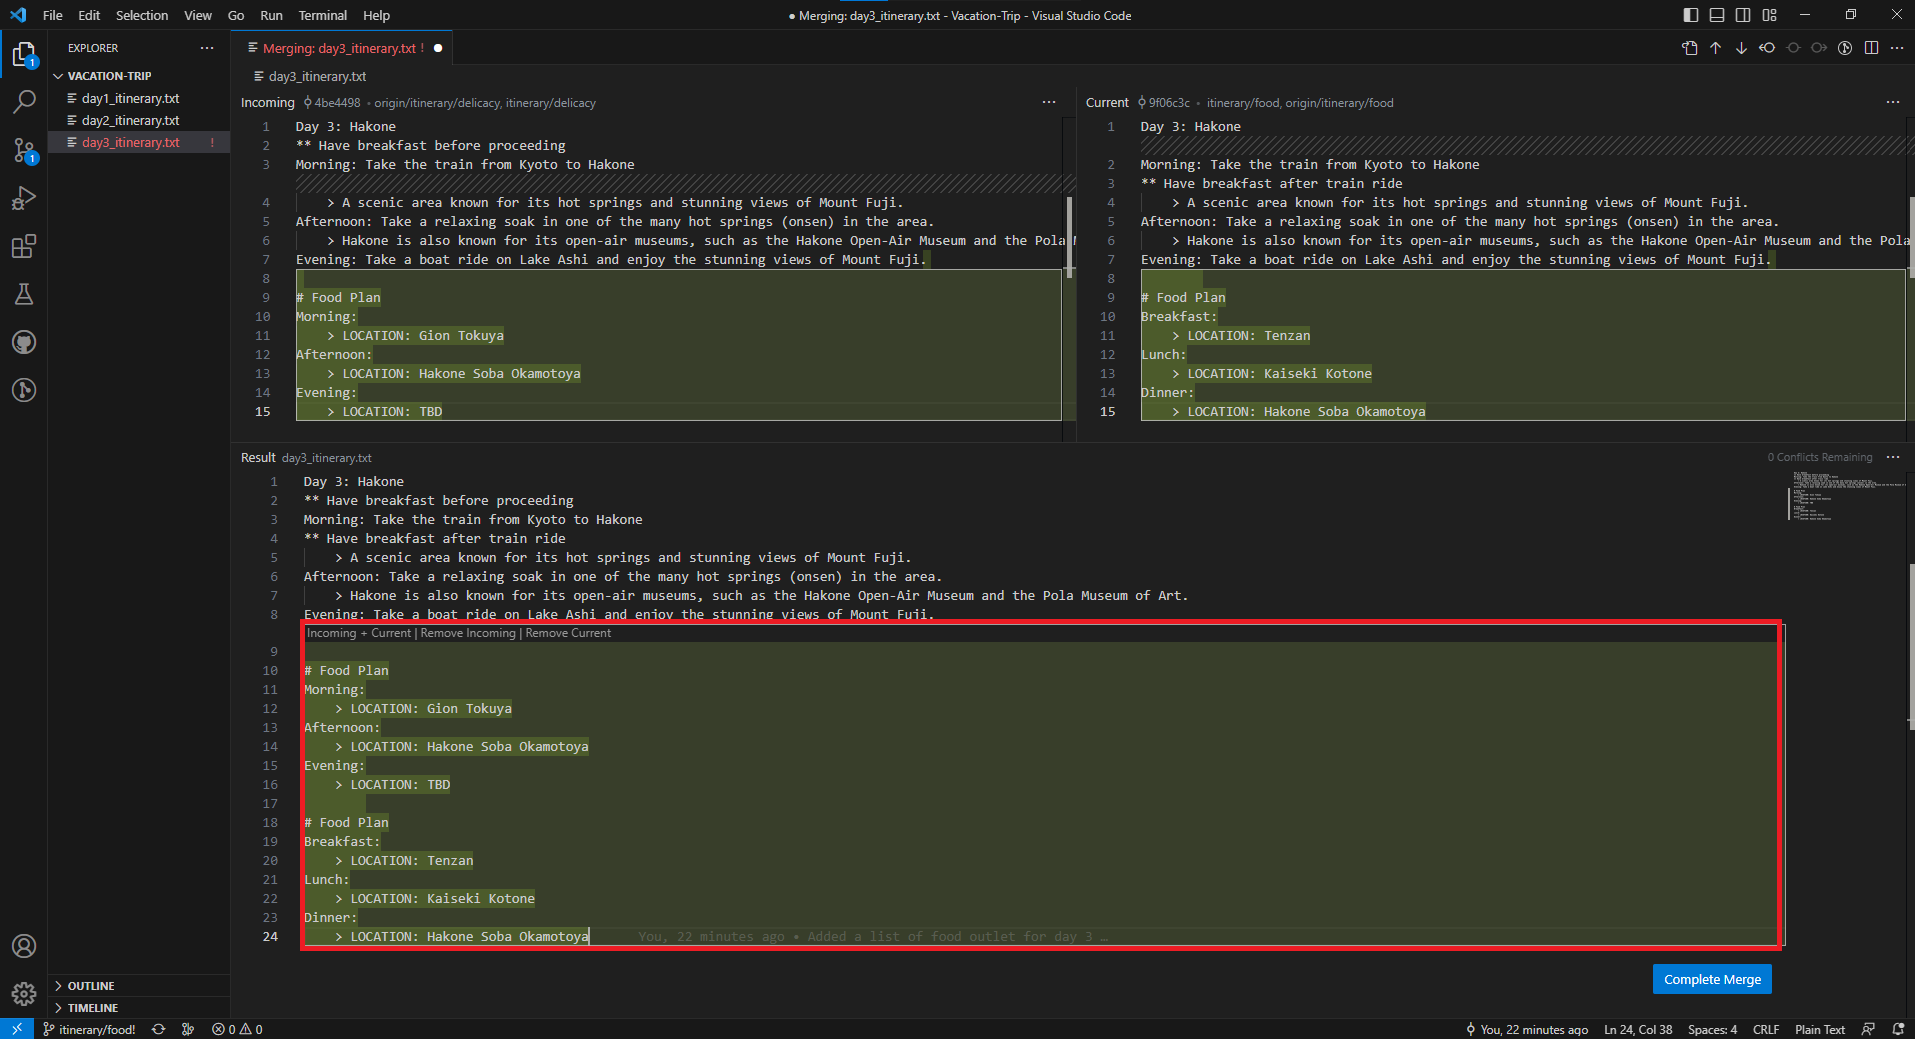 File Edit Selection View Go Run Terminal Help
● Merging: day3_itinerary.txt - Vacation-Trip - Visual Studio Code
EXPLORER
VACATION-TRIP
day1_itinerary.txt
day2_itinerary.txt
day3_itinerary.txt !
1
1
OUTLINE
TIMELINE
Merging: day3_itinerary.txt ! ●
day3_itinerary.txt
Incoming 4be4498 • origin/itinerary/delicacy, itinerary/delicacy
1 Day 3: Hakone
2 ** Have breakfast before proceeding
3 Morning: Take the train from Kyoto to Hakone
4 > A scenic area known for its hot springs and stunning views of Mount Fuji.
5 Afternoon: Take a relaxing soak in one of the many hot springs (onsen) in the area.
6 > Hakone is also known for its open-air museums, such as the Hakone Open-Air Museum and the Pola M
7 Evening: Take a boat ride on Lake Ashi and enjoy the stunning views of Mount Fuji.
8
9 # Food Plan
10 Morning:
11 > LOCATION: Gion Tokuya
12 Afternoon:
13 > LOCATION: Hakone Soba Okamotoya
14 Evening:
15 > LOCATION: TBD
Current 9f06c3c • itinerary/food, origin/itinerary/food
1 Day 3: Hakone
2 Morning: Take the train from Kyoto to Hakone
3 ** Have breakfast after train ride
4 > A scenic area known for its hot springs and stunning views of Mount Fuji.
5 Afternoon: Take a relaxing soak in one of the many hot springs (onsen) in the area.
6 > Hakone is also known for its open-air museums, such as the Hakone Open-Air Museum and the Pola
7 Evening: Take a boat ride on Lake Ashi and enjoy the stunning views of Mount Fuji.
8
9 # Food Plan
10 Breakfast:
11 > LOCATION: Tenzan
12 Lunch:
13 > LOCATION: Kaiseki Kotone
14 Dinner:
15 > LOCATION: Hakone Soba Okamotoya
Result day3_itinerary.txt
0 Conflicts Remaining
1 Day 3: Hakone
2 ** Have breakfast before proceeding
3 Morning: Take the train from Kyoto to Hakone
4 ** Have breakfast after train ride
5 > A scenic area known for its hot springs and stunning views of Mount Fuji.
6 Afternoon: Take a relaxing soak in one of the many hot springs (onsen) in the area.
7 > Hakone is also known for its open-air museums, such as the Hakone Open-Air Museum and the Pola Museum of Art.
8 Evening: Take a boat ride on Lake Ashi and enjoy the stunning views of Mount Fuji.
Incoming + Current | Remove Incoming | Remove Current
9
10 # Food Plan
11 Morning:
12 > LOCATION: Gion Tokuya
13 Afternoon:
14 > LOCATION: Hakone Soba Okamotoya
15 Evening:
16 > LOCATION: TBD
17
18 # Food Plan
19 Breakfast:
20 > LOCATION: Tenzan
21 Lunch:
22 > LOCATION: Kaiseki Kotone
23 Dinner:
24 > LOCATION: Hakone Soba Okamotoya You, 22 minutes ago • Added a list of food outlet for day 3 …
Complete Merge
itinerary/food! 0 0
You, 22 minutes ago Ln 24, Col 38 Spaces: 4 CRLF Plain Text